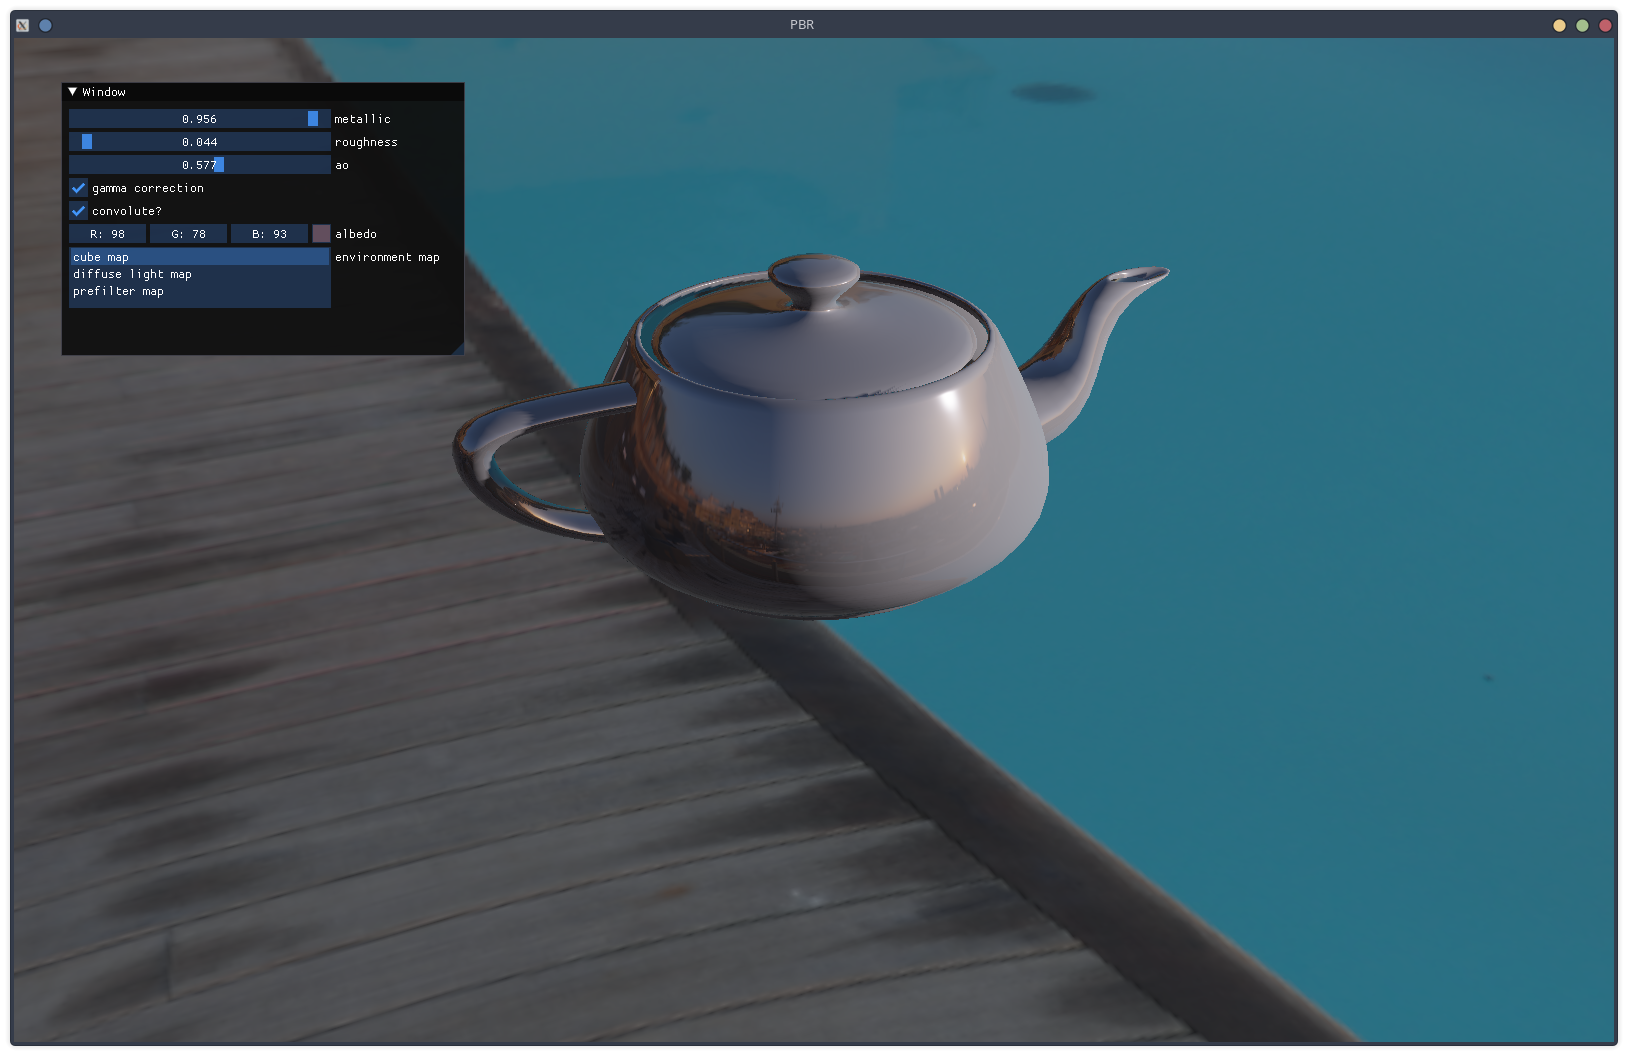 PBR
Window
0.956 metallic
0.044 roughness
0.577 ao
gamma correction
convolute?
R: 98 G: 78 B: 93 albedo
cube map environment map
diffuse light map
prefilter map